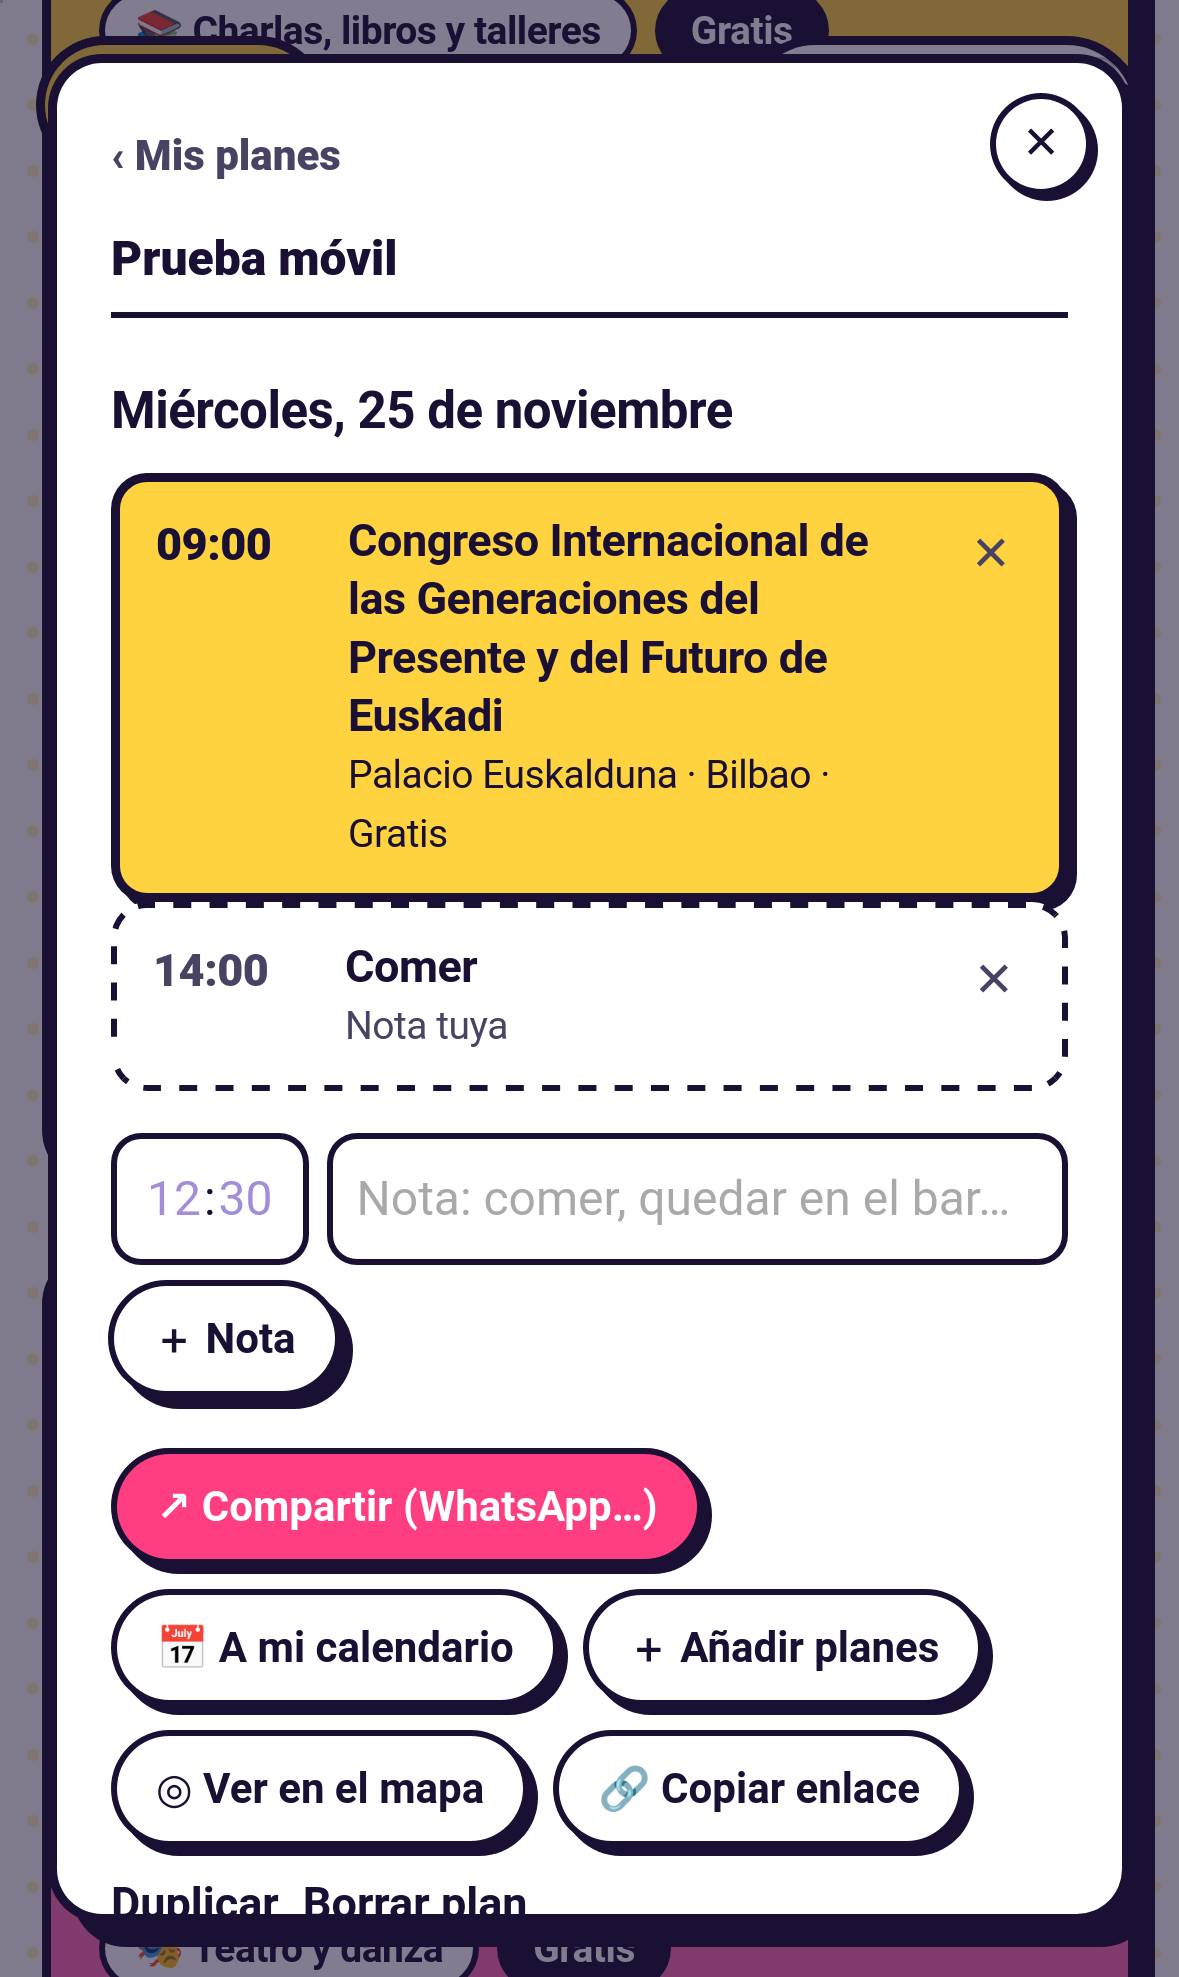 📚 Charlas, libros y talleres Gratis
‹ Mis planes ✕
Prueba móvil
Miércoles, 25 de noviembre
09:00 Congreso Internacional de ✕
las Generaciones del
Presente y del Futuro de
Euskadi
Palacio Euskalduna · Bilbao ·
Gratis
14:00 Comer ✕
Nota tuya
12:30 Nota: comer, quedar en el bar…
+ Nota
↗ Compartir (WhatsApp…)
📅 A mi calendario + Añadir planes
◎ Ver en el mapa 🔗 Copiar enlace
Duplicar Borrar plan
🎭 Teatro y danza Gratis